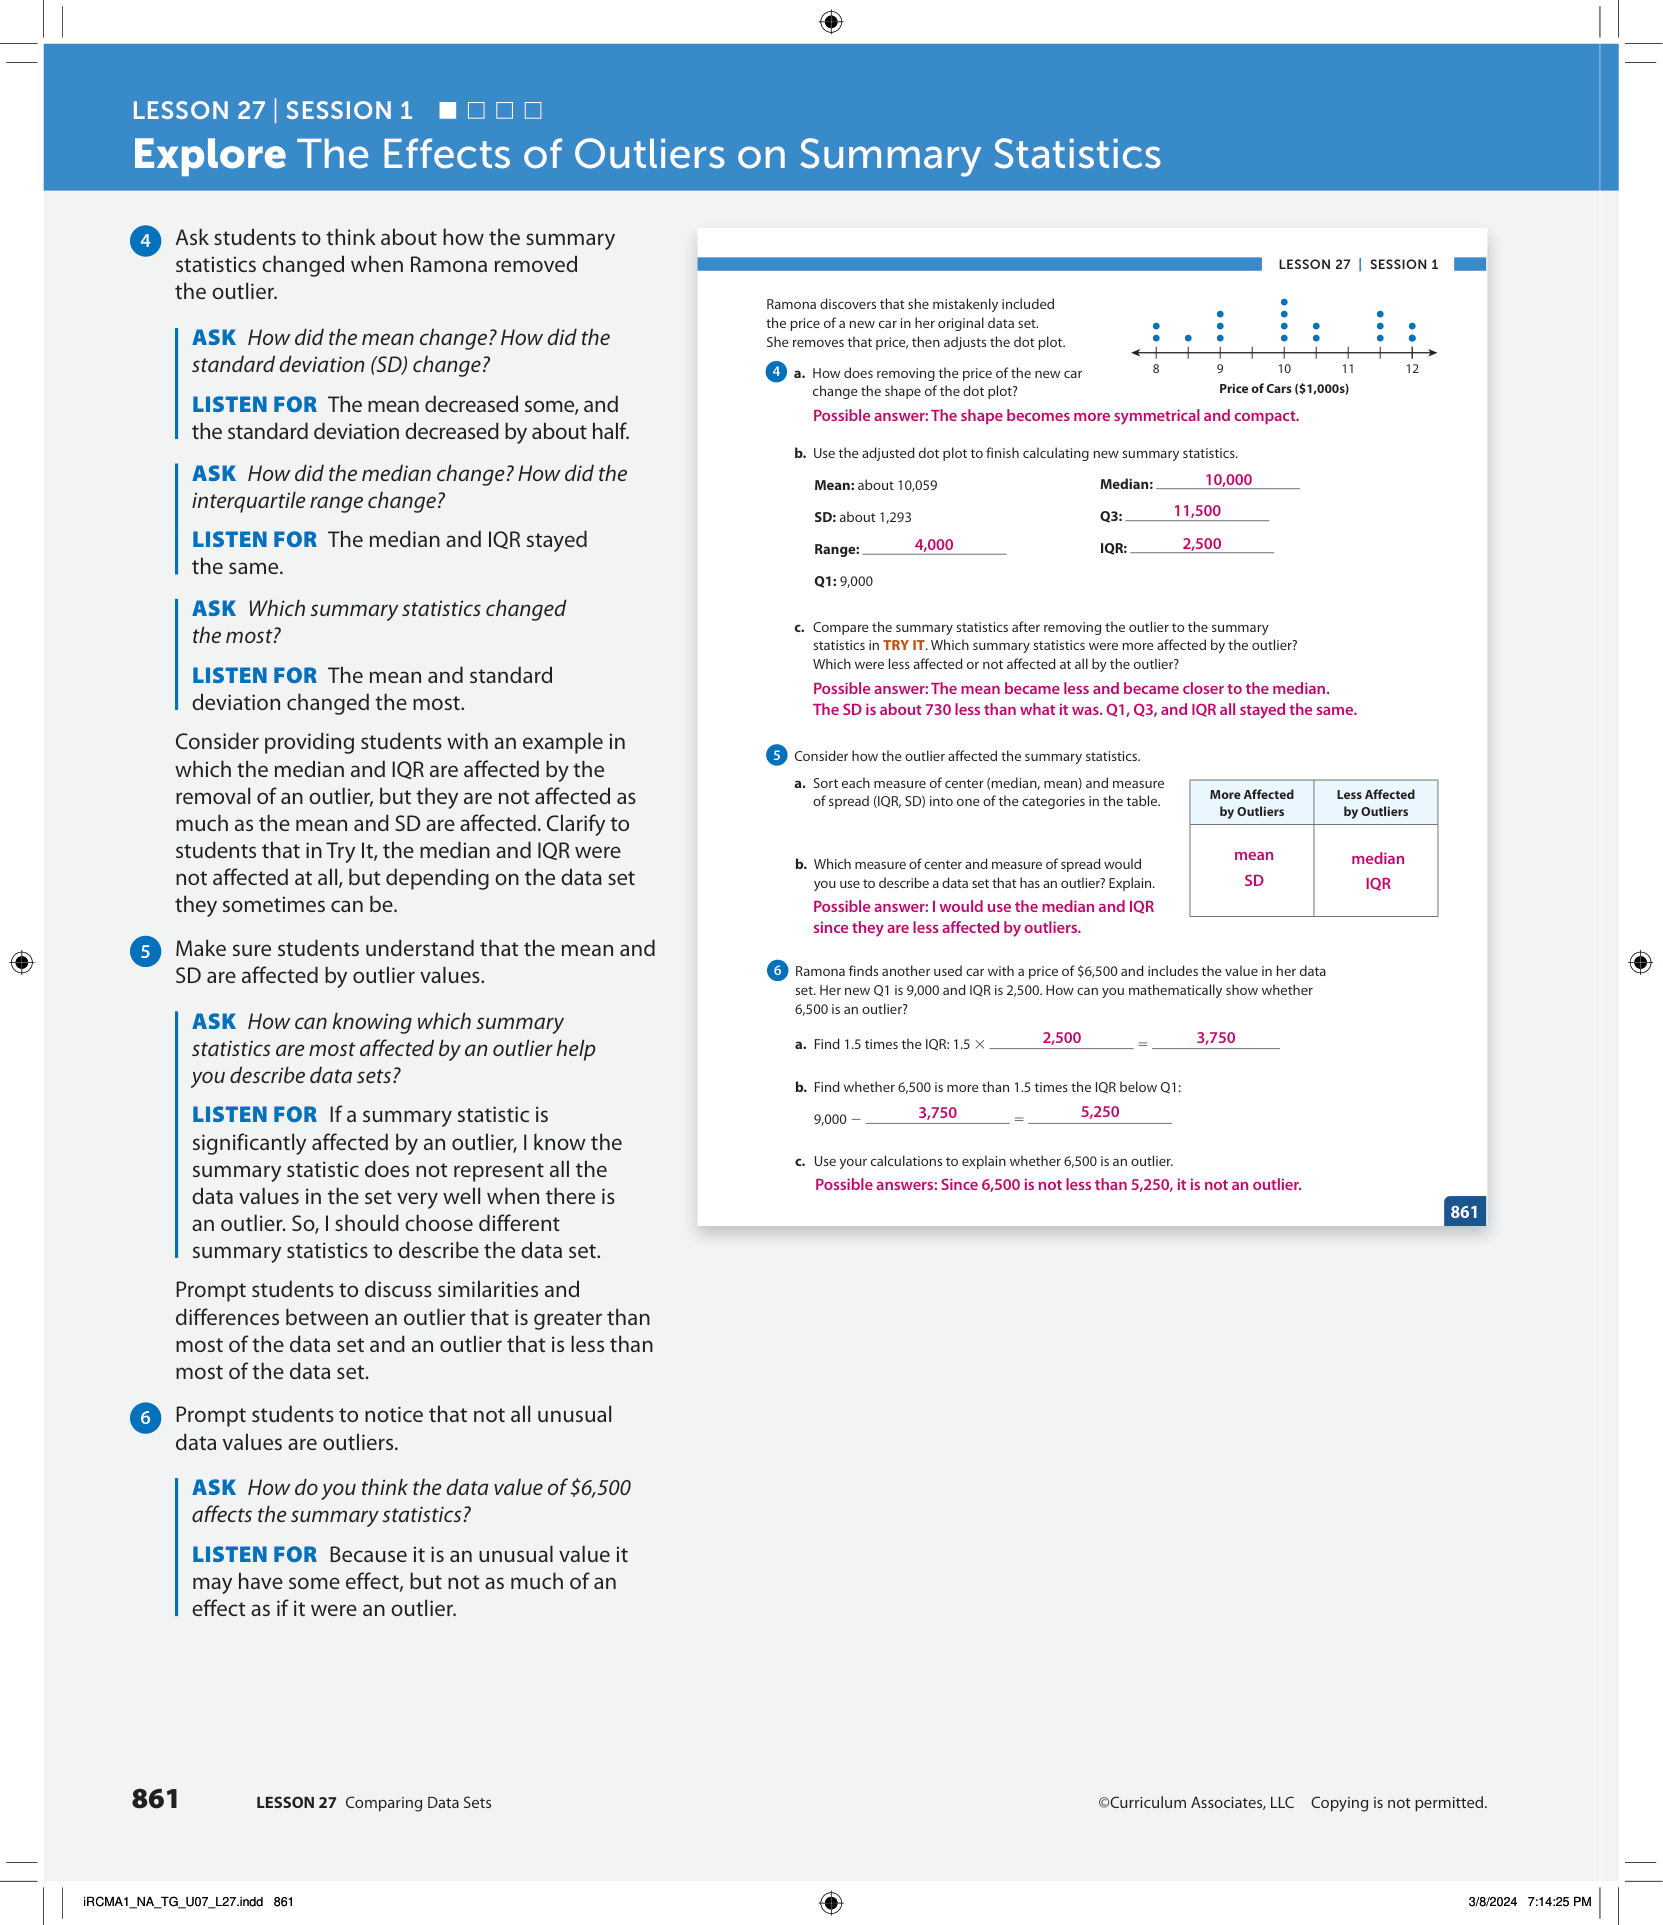 LESSON 27 | SESSION 1
Explore The Effects of Outliers on Summary Statistics
4 Ask students to think about how the summary
statistics changed when Ramona removed
the outlier.
ASK How did the mean change? How did the
standard deviation (SD) change?
LISTEN FOR The mean decreased some, and
the standard deviation decreased by about half.
ASK How did the median change? How did the
interquartile range change?
LISTEN FOR The median and IQR stayed
the same.
ASK Which summary statistics changed
the most?
LISTEN FOR The mean and standard
deviation changed the most.
Consider providing students with an example in
which the median and IQR are affected by the
removal of an outlier, but they are not affected as
much as the mean and SD are affected. Clarify to
students that in Try It, the median and IQR were
not affected at all, but depending on the data set
they sometimes can be.
5 Make sure students understand that the mean and
SD are affected by outlier values.
ASK How can knowing which summary
statistics are most affected by an outlier help
you describe data sets?
LISTEN FOR If a summary statistic is
significantly affected by an outlier, I know the
summary statistic does not represent all the
data values in the set very well when there is
an outlier. So, I should choose different
summary statistics to describe the data set.
Prompt students to discuss similarities and
differences between an outlier that is greater than
most of the data set and an outlier that is less than
most of the data set.
6 Prompt students to notice that not all unusual
data values are outliers.
ASK How do you think the data value of $6,500
affects the summary statistics?
LISTEN FOR Because it is an unusual value it
may have some effect, but not as much of an
effect as if it were an outlier.
LESSON 27 | SESSION 1
Ramona discovers that she mistakenly included
the price of a new car in her original data set.
She removes that price, then adjusts the dot plot.
8 9 10 11 12
Price of Cars ($1,000s)
4 a. How does removing the price of the new car
change the shape of the dot plot?
Possible answer: The shape becomes more symmetrical and compact.
b. Use the adjusted dot plot to finish calculating new summary statistics.
Mean: about 10,059
Median: 10,000
SD: about 1,293
Q3: 11,500
Range: 4,000
IQR: 2,500
Q1: 9,000
c. Compare the summary statistics after removing the outlier to the summary
statistics in TRY IT. Which summary statistics were more affected by the outlier?
Which were less affected or not affected at all by the outlier?
Possible answer: The mean became less and became closer to the median.
The SD is about 730 less than what it was. Q1, Q3, and IQR all stayed the same.
5 Consider how the outlier affected the summary statistics.
a. Sort each measure of center (median, mean) and measure
of spread (IQR, SD) into one of the categories in the table.
More Affected
by Outliers
Less Affected
by Outliers
mean
SD
median
IQR
b. Which measure of center and measure of spread would
you use to describe a data set that has an outlier? Explain.
Possible answer: I would use the median and IQR
since they are less affected by outliers.
6 Ramona finds another used car with a price of $6,500 and includes the value in her data
set. Her new Q1 is 9,000 and IQR is 2,500. How can you mathematically show whether
6,500 is an outlier?
a. Find 1.5 times the IQR: 1.5 × 2,500 = 3,750
b. Find whether 6,500 is more than 1.5 times the IQR below Q1:
9,000 − 3,750 = 5,250
c. Use your calculations to explain whether 6,500 is an outlier.
Possible answers: Since 6,500 is not less than 5,250, it is not an outlier.
861
861 LESSON 27 Comparing Data Sets
©Curriculum Associates, LLC Copying is not permitted.
iRCMA1_NA_TG_U07_L27.indd 861
3/8/2024 7:14:25 PM